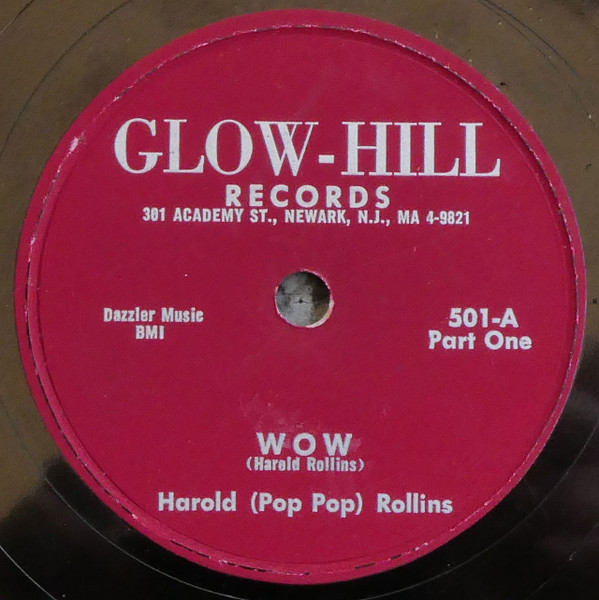 GLOW-HILL
RECORDS
301 ACADEMY ST., NEWARK, N.J., MA 4-9821
Dazzler Music
BMI
501-A
Part One
WOW
(Harold Rollins)
Harold (Pop Pop) Rollins